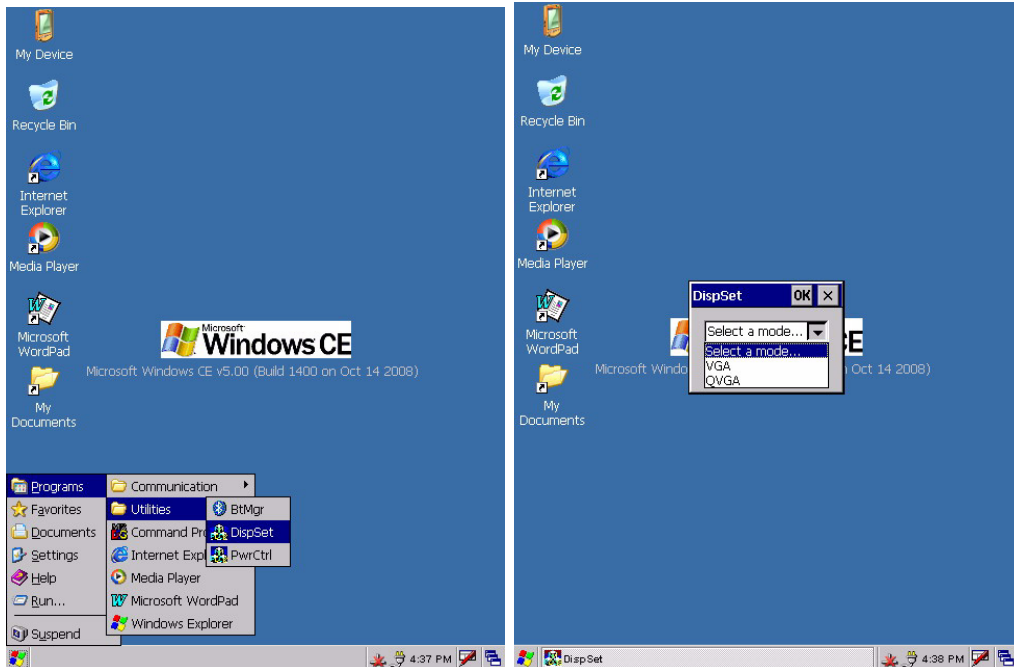 My Device
Recycle Bin
Internet
Explorer
Media Player
Microsoft
WordPad
My
Documents
Microsoft
Windows CE
Microsoft Windows CE v5.00 (Build 1400 on Oct 14 2008)
Programs
Favorites
Documents
Settings
Help
Run...
Suspend
Communication
Utilities
Command Pro
Internet Expl
Media Player
Microsoft WordPad
Windows Explorer
BtMgr
DispSet
PwrCtrl
4:37 PM
My Device
Recycle Bin
Internet
Explorer
Media Player
Microsoft
WordPad
My
Documents
DispSet OK
Select a mode...
Select a mode...
VGA
QVGA
CE
Microsoft Windo Oct 14 2008)
DispSet
4:38 PM